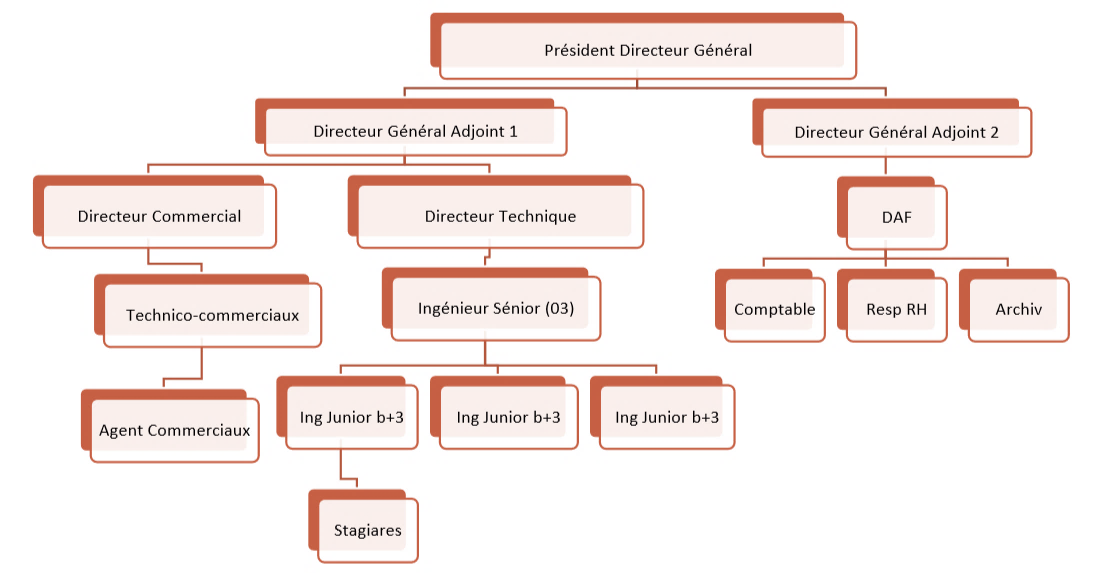 Président Directeur Général
Directeur Général Adjoint 1
Directeur Général Adjoint 2
Directeur Commercial
Directeur Technique
DAF
Technico-commerciaux
Ingénieur Sénior (03)
Comptable
Resp RH
Archiv
Agent Commerciaux
Ing Junior b+3
Ing Junior b+3
Ing Junior b+3
Stagiares